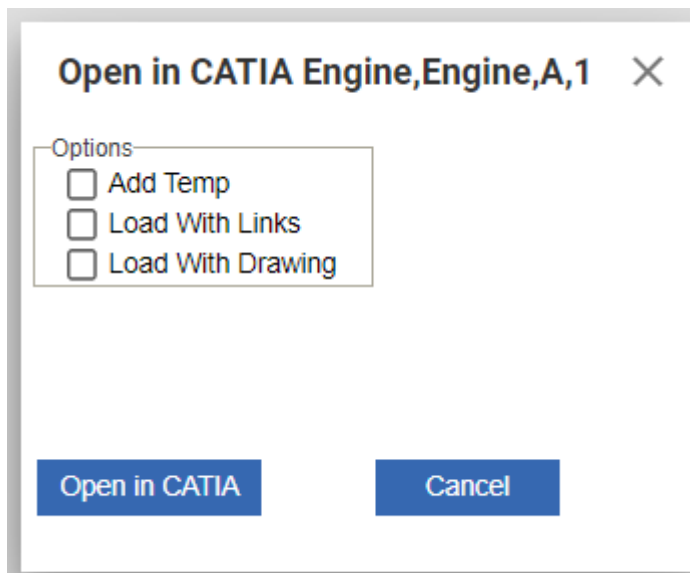 Open in CATIA Engine,Engine,A,1
Options
Add Temp
Load With Links
Load With Drawing
Open in CATIA
Cancel